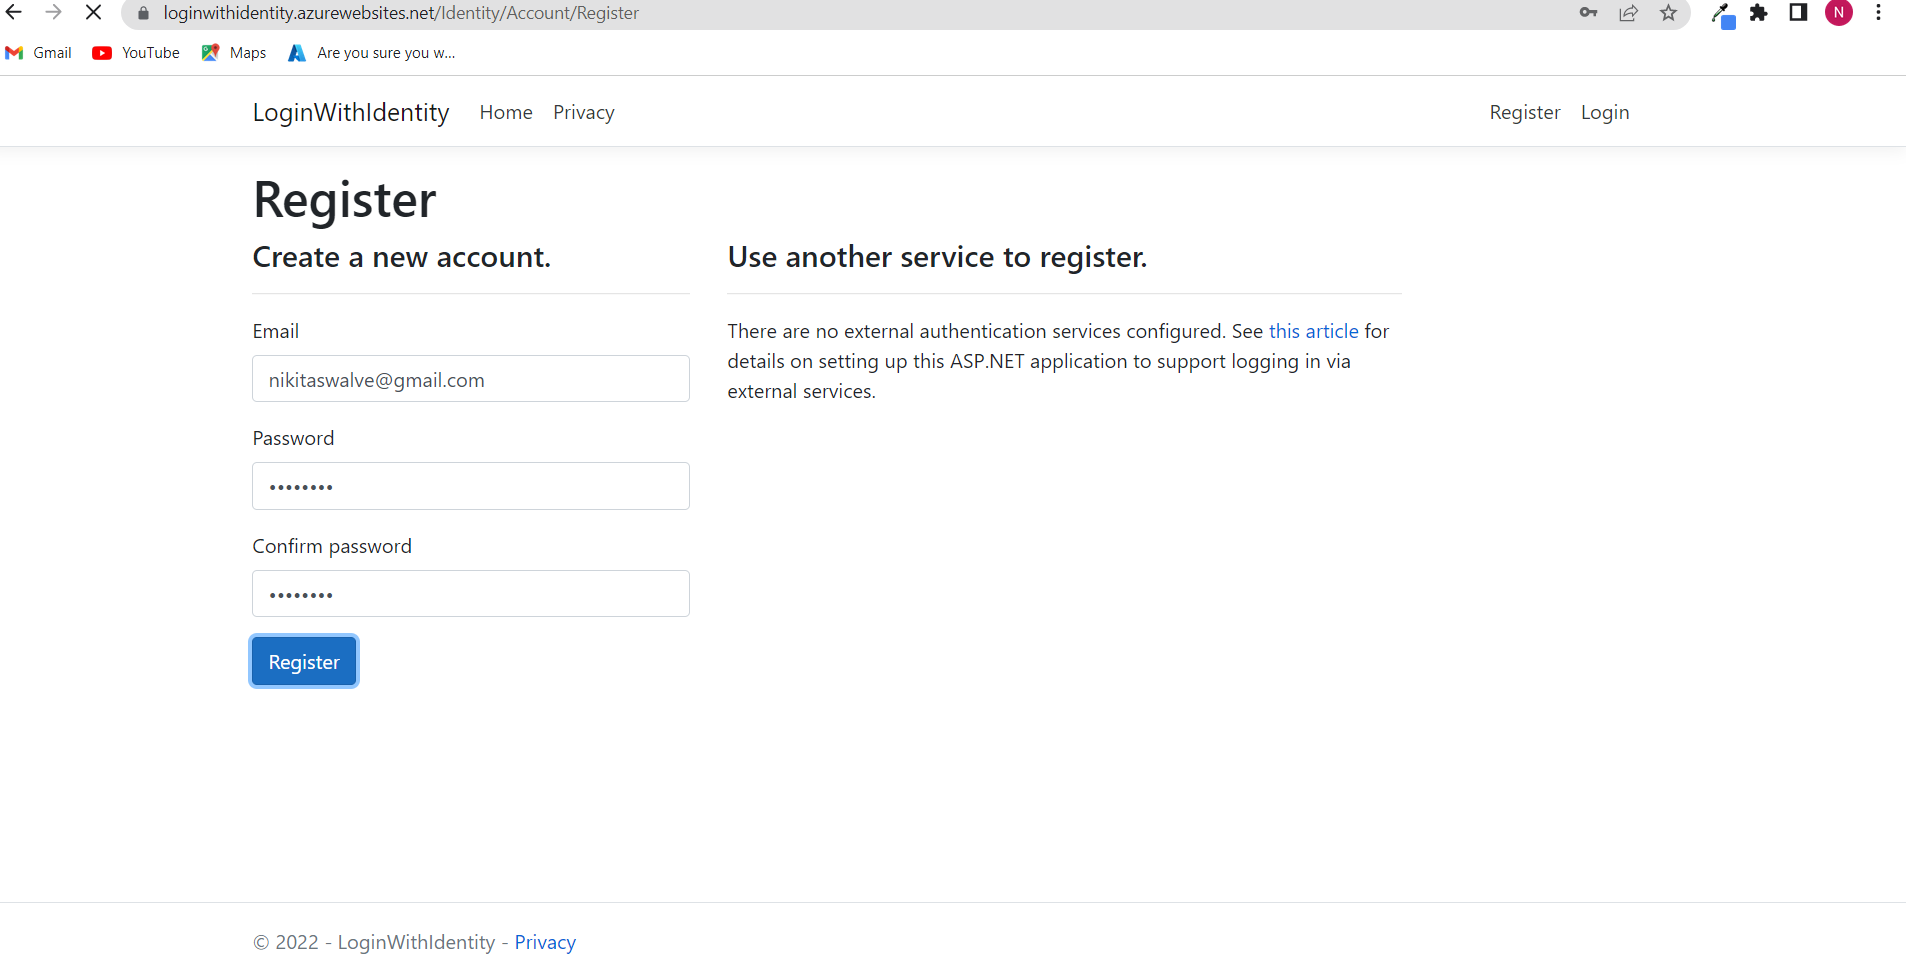 loginwithidentity.azurewebsites.net/Identity/Account/Register
N
Gmail YouTube Maps Are you sure you w...
LoginWithIdentity Home Privacy Register Login
Register
Create a new account.
Use another service to register.
Email
nikitaswalve@gmail.com
Password
••••••••
Confirm password
••••••••
Register
There are no external authentication services configured. See this article for
details on setting up this ASP.NET application to support logging in via
external services.
© 2022 - LoginWithIdentity - Privacy